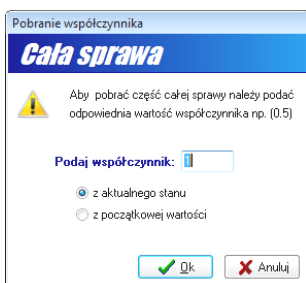 Pobranie współczynnika
Cała sprawa
Aby pobrać część całej sprawy należy podać
odpowiednia wartość współczynnika np. (0.5)
Podaj współczynnik: 1
z aktualnego stanu
z początkowej wartości
Ok
Anuluj